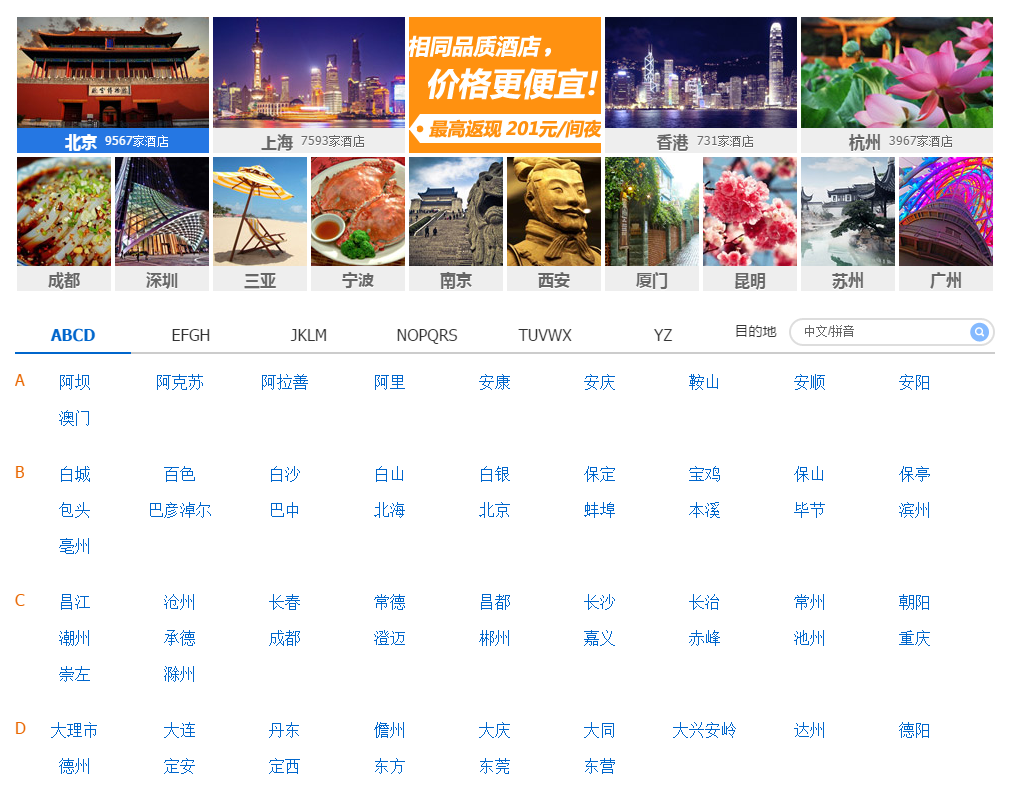 故宫博物院
相同品质酒店，
价格更便宜!
最高返现 201元/间夜
北京 9567家酒店
上海 7593家酒店
香港 731家酒店
杭州 3967家酒店
成都 深圳 三亚 宁波 南京 西安 厦门 昆明 苏州 广州
ABCD EFGH JKLM NOPQRS TUVWX YZ 目的地 中文/拼音
A 阿坝 阿克苏 阿拉善 阿里 安康 安庆 鞍山 安顺 安阳
澳门
B 白城 百色 白沙 白山 白银 保定 宝鸡 保山 保亭
包头 巴彦淖尔 巴中 北海 北京 蚌埠 本溪 毕节 滨州
亳州
C 昌江 沧州 长春 常德 昌都 长沙 长治 常州 朝阳
潮州 承德 成都 澄迈 郴州 嘉义 赤峰 池州 重庆
崇左 滁州
D 大理市 大连 丹东 儋州 大庆 大同 大兴安岭 达州 德阳
德州 定安 定西 东方 东莞 东营